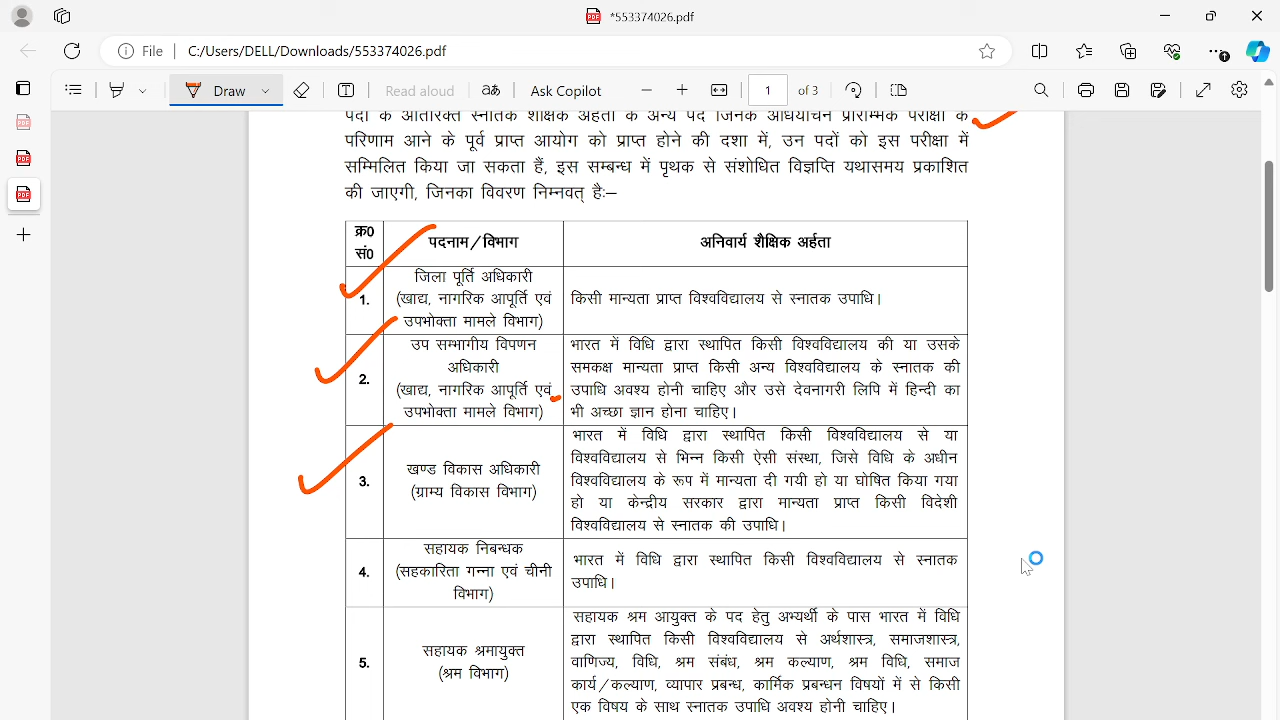 *553374026.pdf
File
C:/Users/DELL/Downloads/553374026.pdf
Draw
Read aloud
aあ
Ask Copilot
1
of 3
पदों के अतिरिक्त स्नातक शैक्षिक अर्हता के अन्य पद जिनके अधियाचन प्रारम्भिक परीक्षा के
परिणाम आने के पूर्व प्राप्त आयोग को प्राप्त होने की दशा में, उन पदों को इस परीक्षा में
सम्मिलित किया जा सकता हैं, इस सम्बन्ध में पृथक से संशोधित विज्ञप्ति यथासमय प्रकाशित
की जाएगी, जिनका विवरण निम्नवत् है:–
क्र0
सं0
पदनाम/विभाग
अनिवार्य शैक्षिक अर्हता
1.
जिला पूर्ति अधिकारी
(खाद्य, नागरिक आपूर्ति एवं
उपभोक्ता मामले विभाग)
किसी मान्यता प्राप्त विश्वविद्यालय से स्नातक उपाधि।
2.
उप सम्भागीय विपणन
अधिकारी
(खाद्य, नागरिक आपूर्ति एवं
उपभोक्ता मामले विभाग)
भारत में विधि द्वारा स्थापित किसी विश्वविद्यालय की या उसके
समकक्ष मान्यता प्राप्त किसी अन्य विश्वविद्यालय के स्नातक की
उपाधि अवश्य होनी चाहिए और उसे देवनागरी लिपि में हिन्दी का
भी अच्छा ज्ञान होना चाहिए।
3.
खण्ड विकास अधिकारी
(ग्राम्य विकास विभाग)
भारत में विधि द्वारा स्थापित किसी विश्वविद्यालय से या
विश्वविद्यालय से भिन्न किसी ऐसी संस्था, जिसे विधि के अधीन
विश्वविद्यालय के रूप में मान्यता दी गयी हो या घोषित किया गया
हो या केन्द्रीय सरकार द्वारा मान्यता प्राप्त किसी विदेशी
विश्वविद्यालय से स्नातक की उपाधि।
4.
सहायक निबन्धक
(सहकारिता गन्ना एवं चीनी
विभाग)
भारत में विधि द्वारा स्थापित किसी विश्वविद्यालय से स्नातक
उपाधि।
5.
सहायक श्रमायुक्त
(श्रम विभाग)
सहायक श्रम आयुक्त के पद हेतु अभ्यर्थी के पास भारत में विधि
द्वारा स्थापित किसी विश्वविद्यालय से अर्थशास्त्र, समाजशास्त्र,
वाणिज्य, विधि, श्रम संबंध, श्रम कल्याण, श्रम विधि, समाज
कार्य/कल्याण, व्यापार प्रबन्ध, कार्मिक प्रबन्धन विषयों में से किसी
एक विषय के साथ स्नातक उपाधि अवश्य होनी चाहिए।